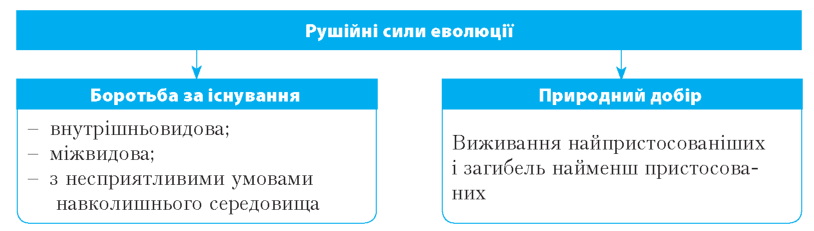 Рушійні сили еволюції
Боротьба за існування
– внутрішньовидова;
– міжвидова;
– з несприятливими умовами
навколишнього середовища
Природний добір
Виживання найпристосованіших
і загибель найменш пристосова-
них